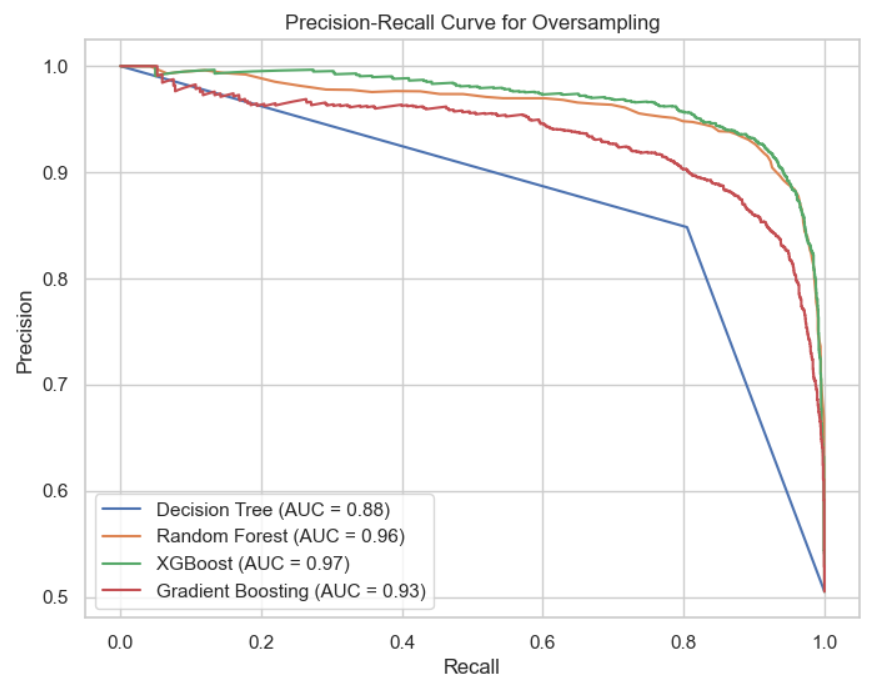 Precision-Recall Curve for Oversampling
1.0
0.9
0.8
0.7
0.6
0.5
Precision
Decision Tree (AUC = 0.88)
Random Forest (AUC = 0.96)
XGBoost (AUC = 0.97)
Gradient Boosting (AUC = 0.93)
0.0 0.2 0.4 0.6 0.8 1.0
Recall